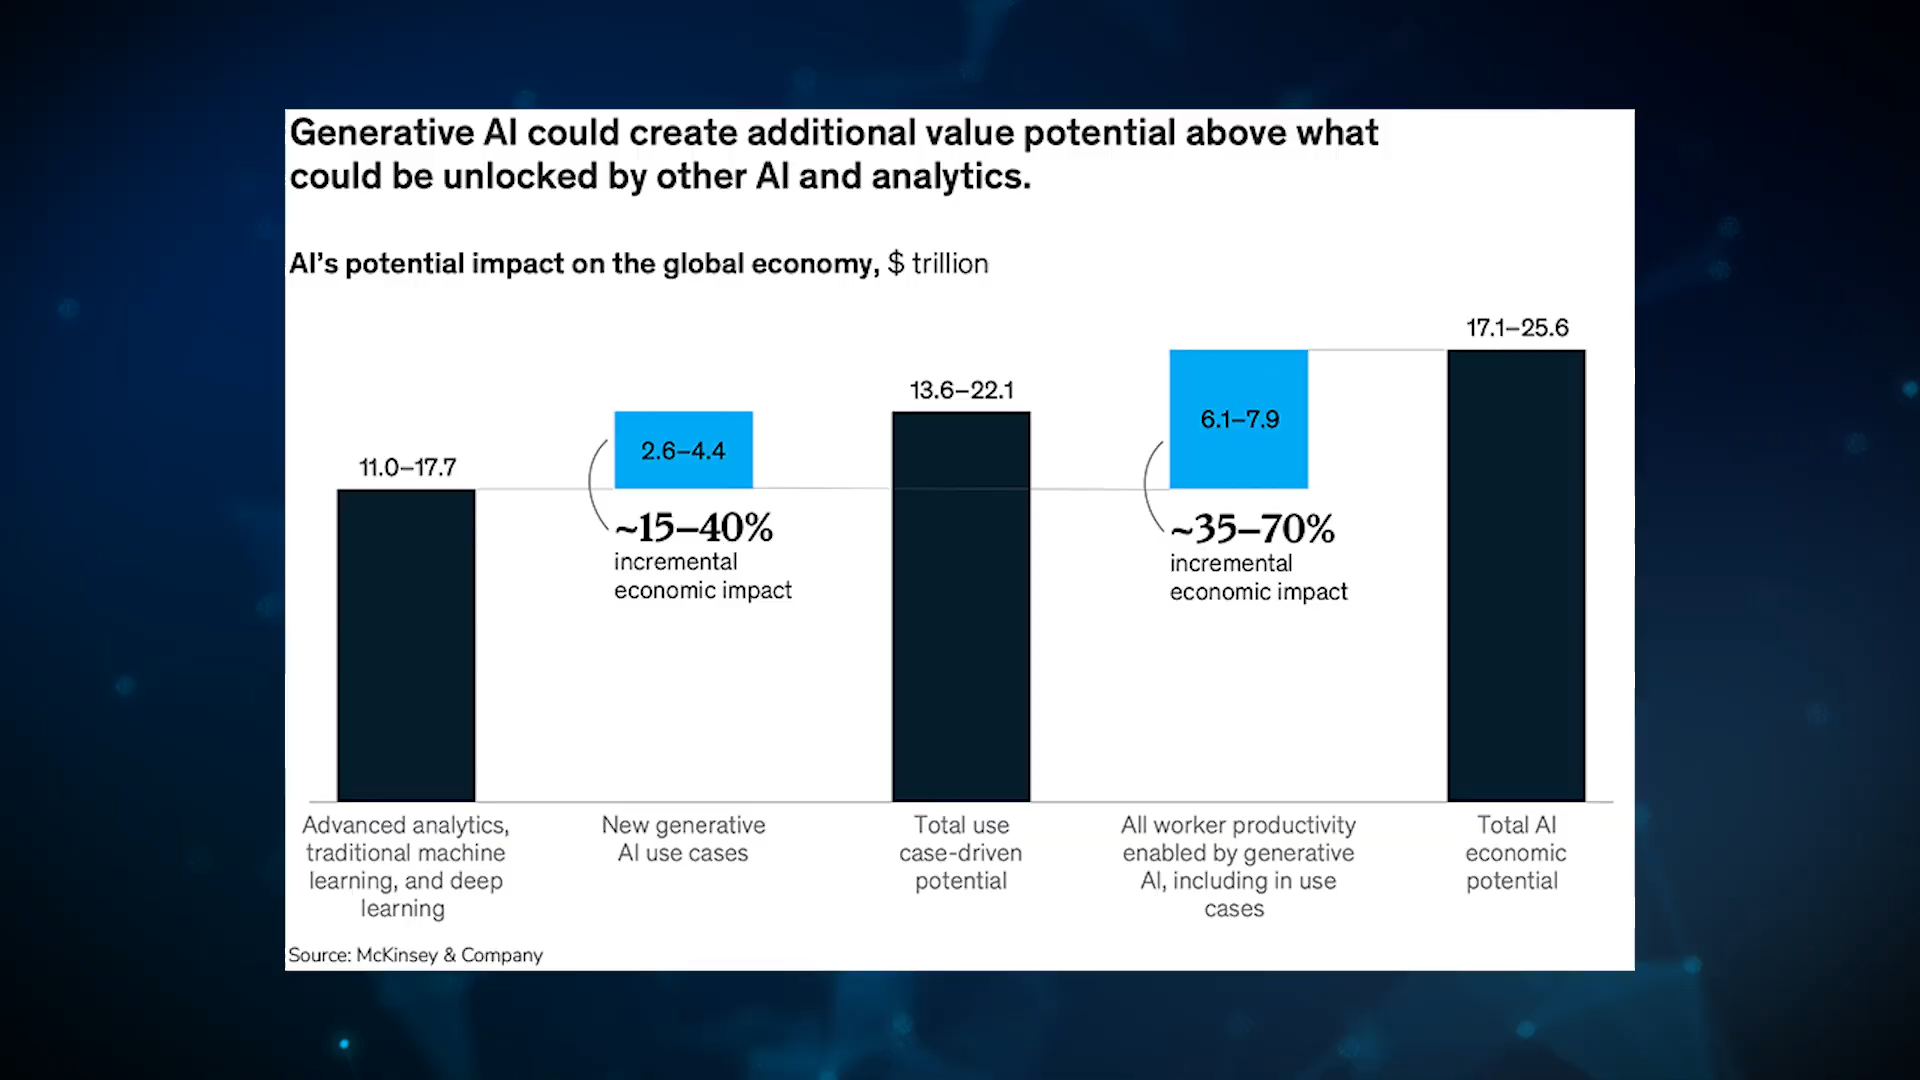 Generative AI could create additional value potential above what
could be unlocked by other AI and analytics.
AI's potential impact on the global economy, $ trillion
11.0–17.7
2.6–4.4
~15–40%
incremental
economic impact
13.6–22.1
6.1–7.9
~35–70%
incremental
economic impact
17.1–25.6
Advanced analytics,
traditional machine
learning, and deep
learning
New generative
AI use cases
Total use
case-driven
potential
All worker productivity
enabled by generative
AI, including in use
cases
Total AI
economic
potential
Source: McKinsey & Company